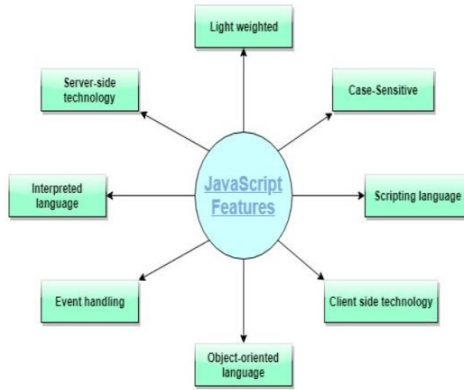 Light weighted
Server-side
technology
Case-Sensitive
JavaScript
Features
Interpreted
language
Scripting language
Event handling
Client side technology
Object-oriented
language